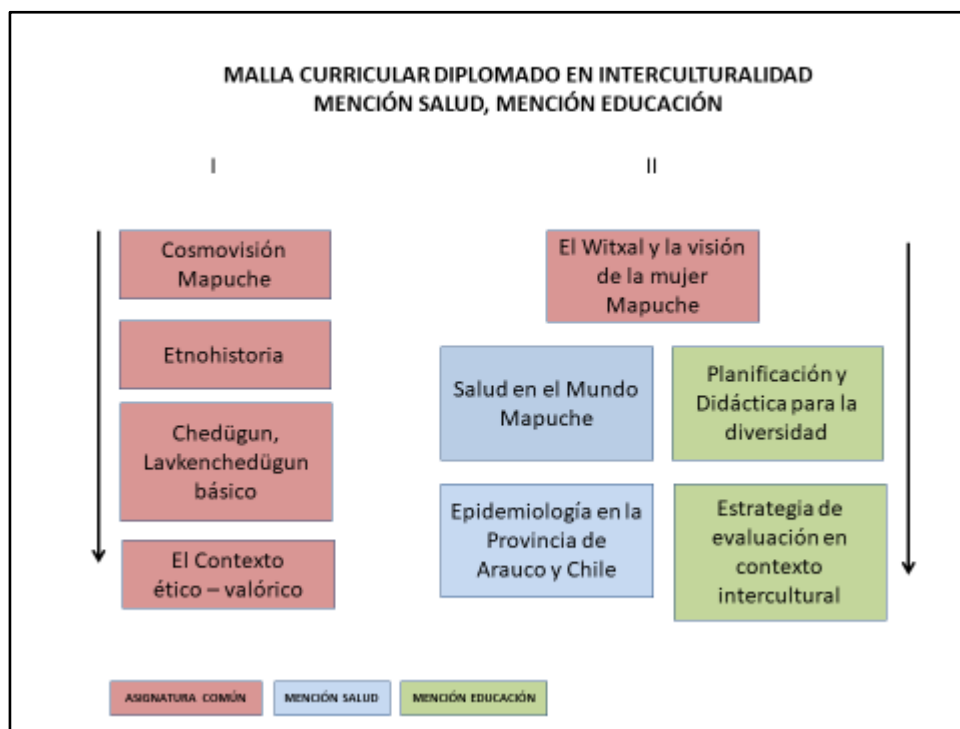 MALLA CURRICULAR DIPLOMADO EN INTERCULTURALIDAD
MENCIÓN SALUD, MENCIÓN EDUCACIÓN
I
II
Cosmovisión
Mapuche
Etnohistoria
Chedügun,
Lavkenchedügun
básico
El Contexto
ético – valórico
El Witxal y la visión
de la mujer
Mapuche
Salud en el Mundo
Mapuche
Planificación y
Didáctica para la
diversidad
Epidemiología en la
Provincia de
Arauco y Chile
Estrategia de
evaluación en
contexto
intercultural
ASIGNATURA COMÚN
MENCIÓN SALUD
MENCIÓN EDUCACIÓN